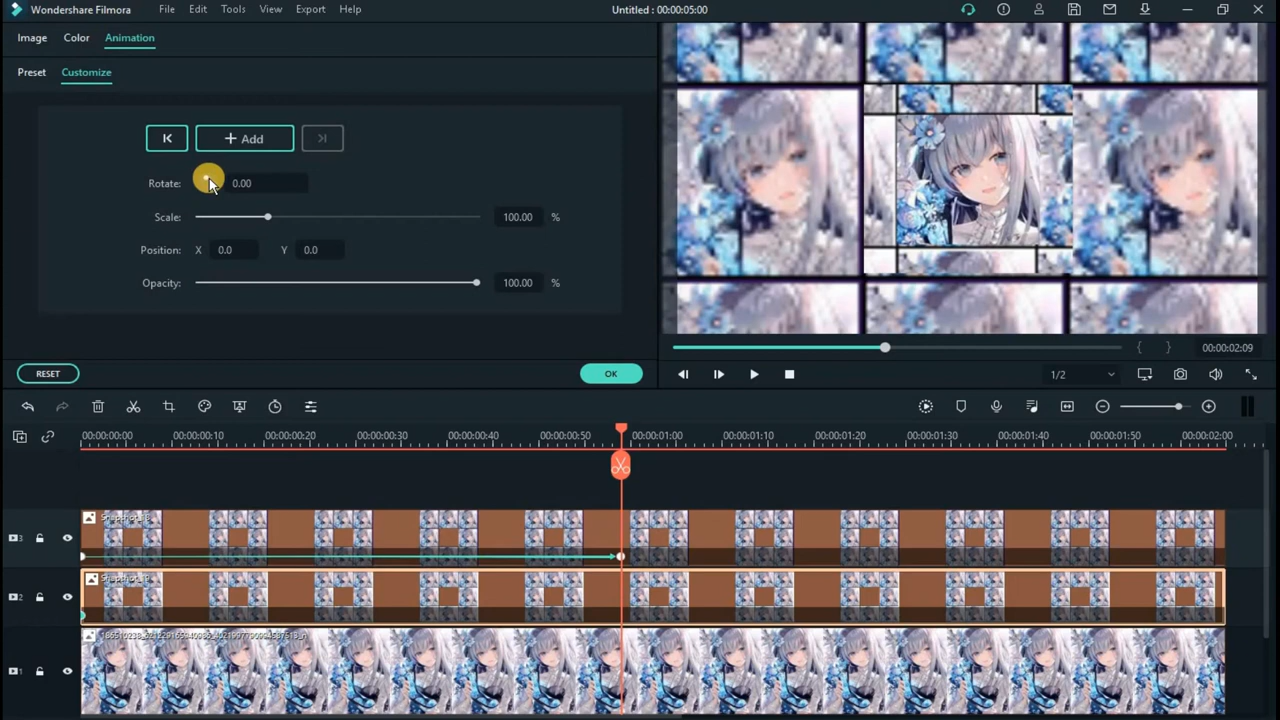 Wondershare Filmora File Edit Tools View Export Help Untitled : 00:00:05:00
Image Color Animation
Preset Customize
+ Add
Rotate: 0.00
Scale: 100.00 %
Position: X 0.0 Y 0.0
Opacity: 100.00 %
{ } 00:00:02:09
RESET OK
1/2
00:00:00:00 00:00:00:10 00:00:00:20 00:00:00:30 00:00:00:40 00:00:00:50 00:00:01:00 00:00:01:10 00:00:01:20 00:00:01:30 00:00:01:40 00:00:01:50 00:00:02:00
3
2
1